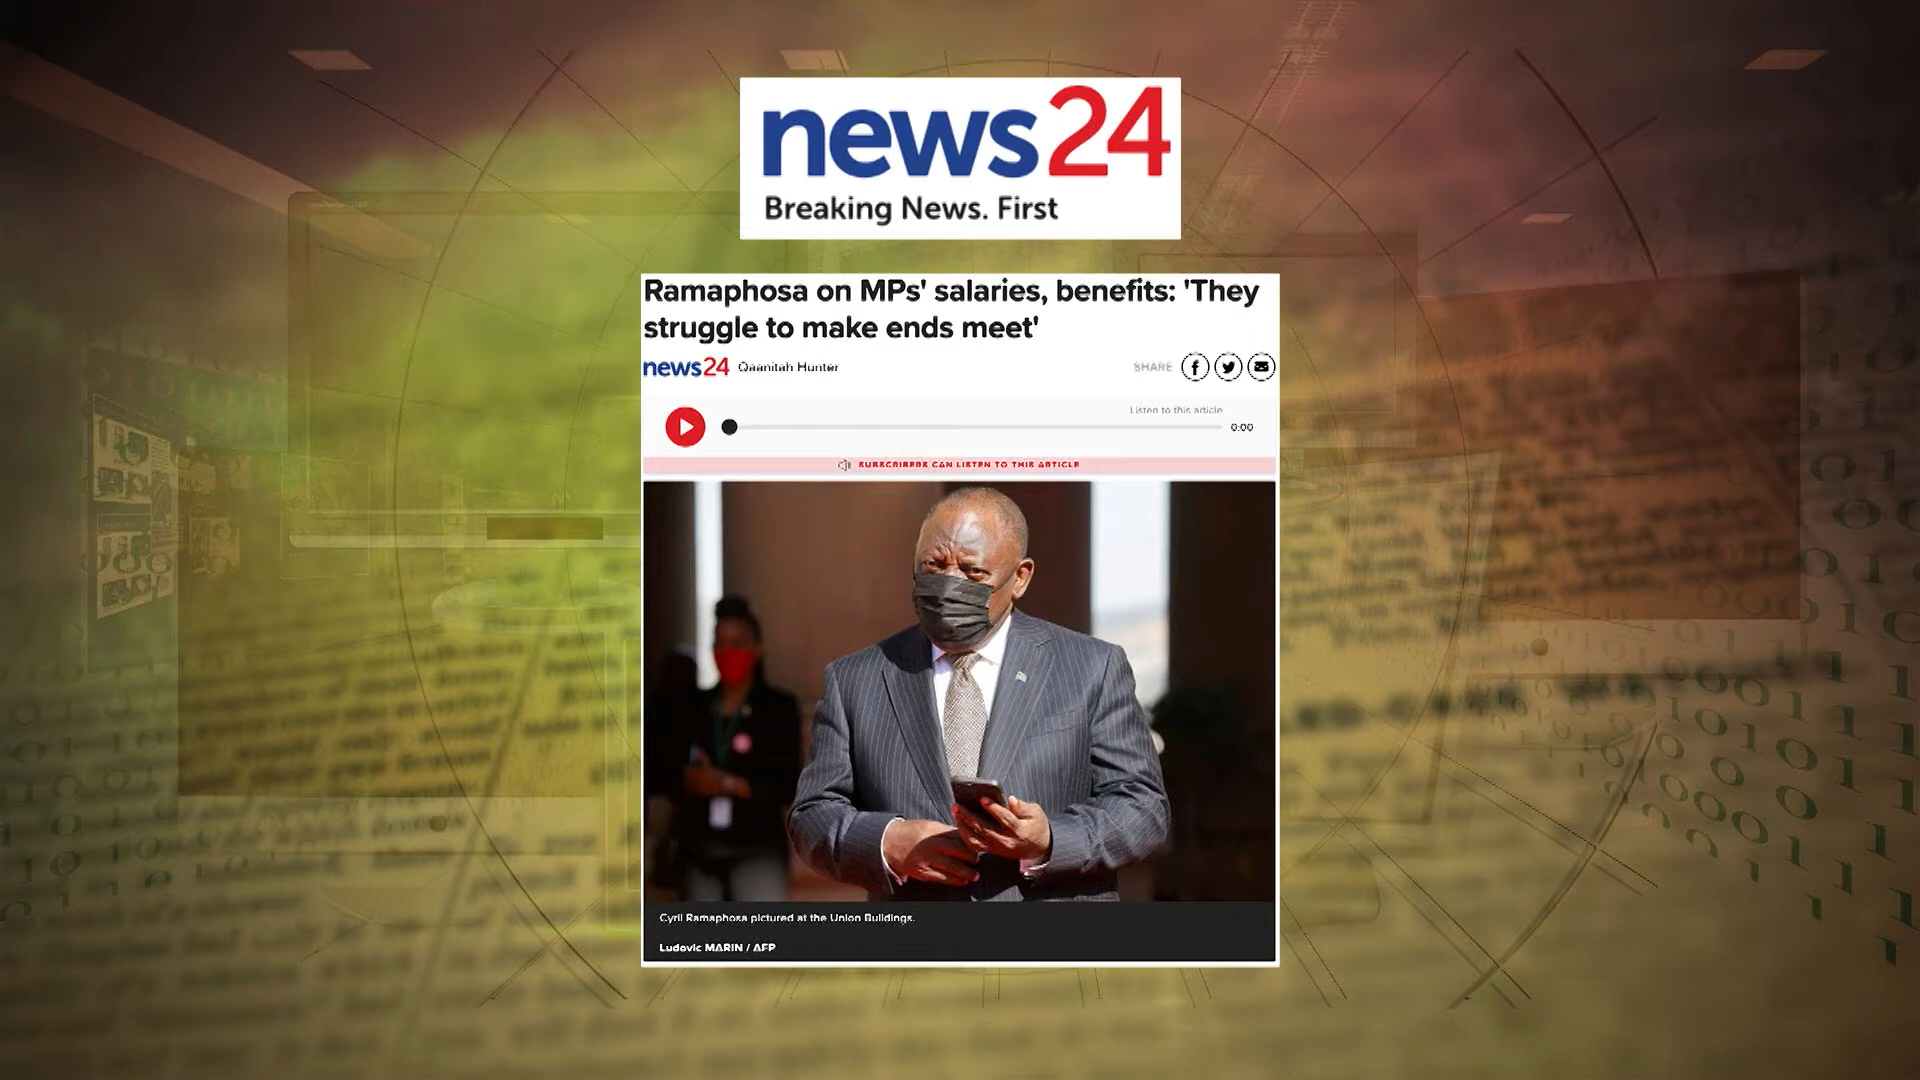 news24
Breaking News. First
Ramaphosa on MPs' salaries, benefits: 'They
struggle to make ends meet'
news24 Qaanitah Hunter
SHARE
Listen to this article
0:00
SUBSCRIBERS CAN LISTEN TO THIS ARTICLE
Cyril Ramaphosa pictured at the Union Buildings.
Ludovic MARIN / AFP